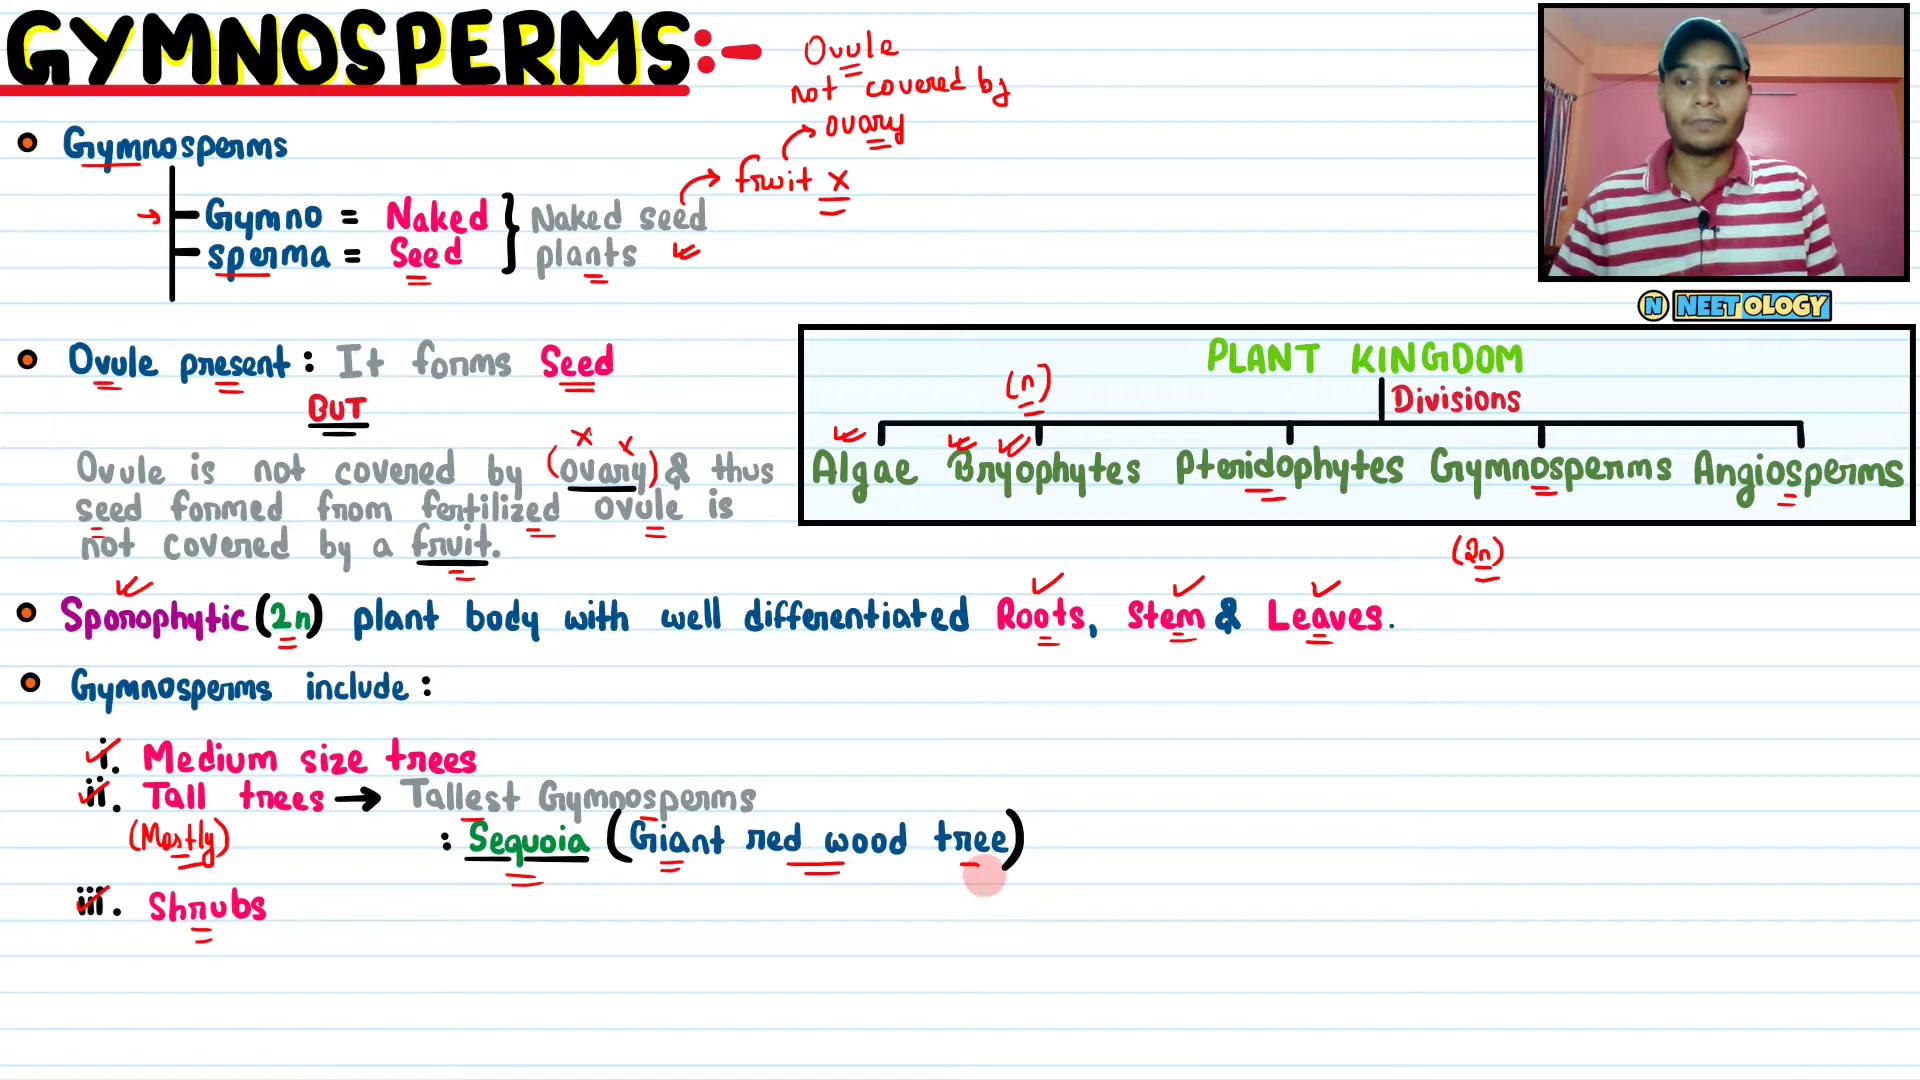 GYMNOSPERMS:-
Ovule
not covered by
ovary
fruit x
Gymnosperms
Gymno = Naked
sperma = Seed
} Naked seed
plants
NEETOLOGY
Ovule present : It forms Seed
BUT
Ovule is not covered by (ovary) & thus
seed formed from fertilized ovule is
not covered by a fruit.
PLANT KINGDOM
Divisions
(n)
Algae Bryophytes Pteridophytes Gymnosperms Angiosperms
(2n)
Sporophytic (2n) plant body with well differentiated Roots, Stem & Leaves.
Gymnosperms include :
i. Medium size trees
ii. Tall trees → Tallest Gymnosperms
(Mostly) : Sequoia (Giant red wood tree)
iii. Shrubs